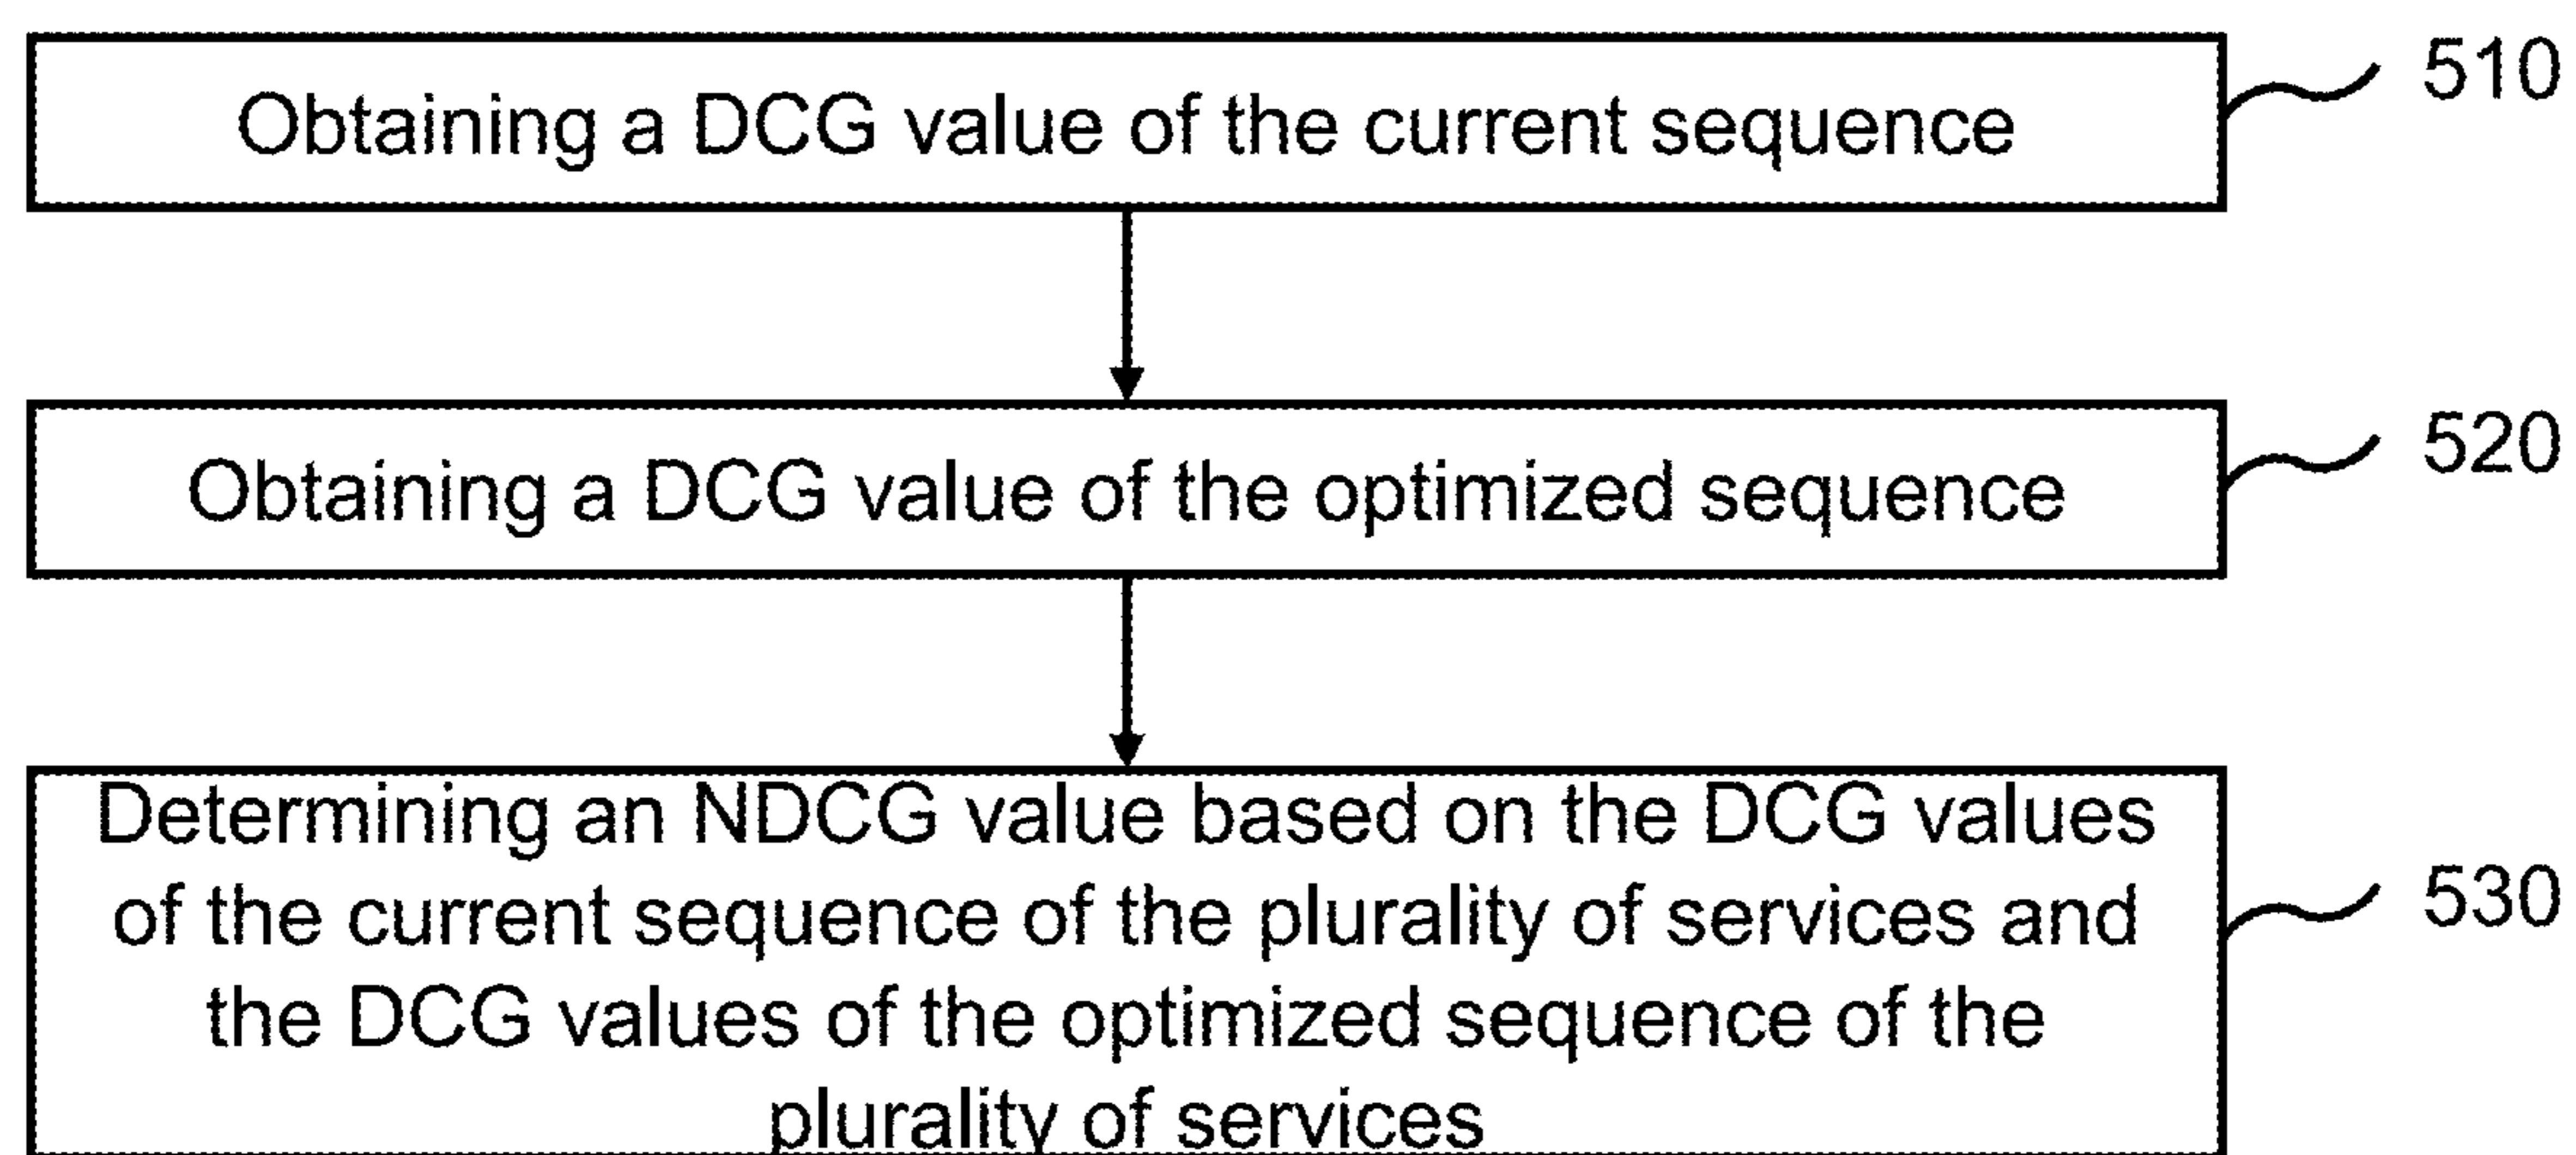 Obtaining a DCG value of the current sequence
510
Obtaining a DCG value of the optimized sequence
520
Determining an NDCG value based on the DCG values
of the current sequence of the plurality of services and
the DCG values of the optimized sequence of the
plurality of services
530